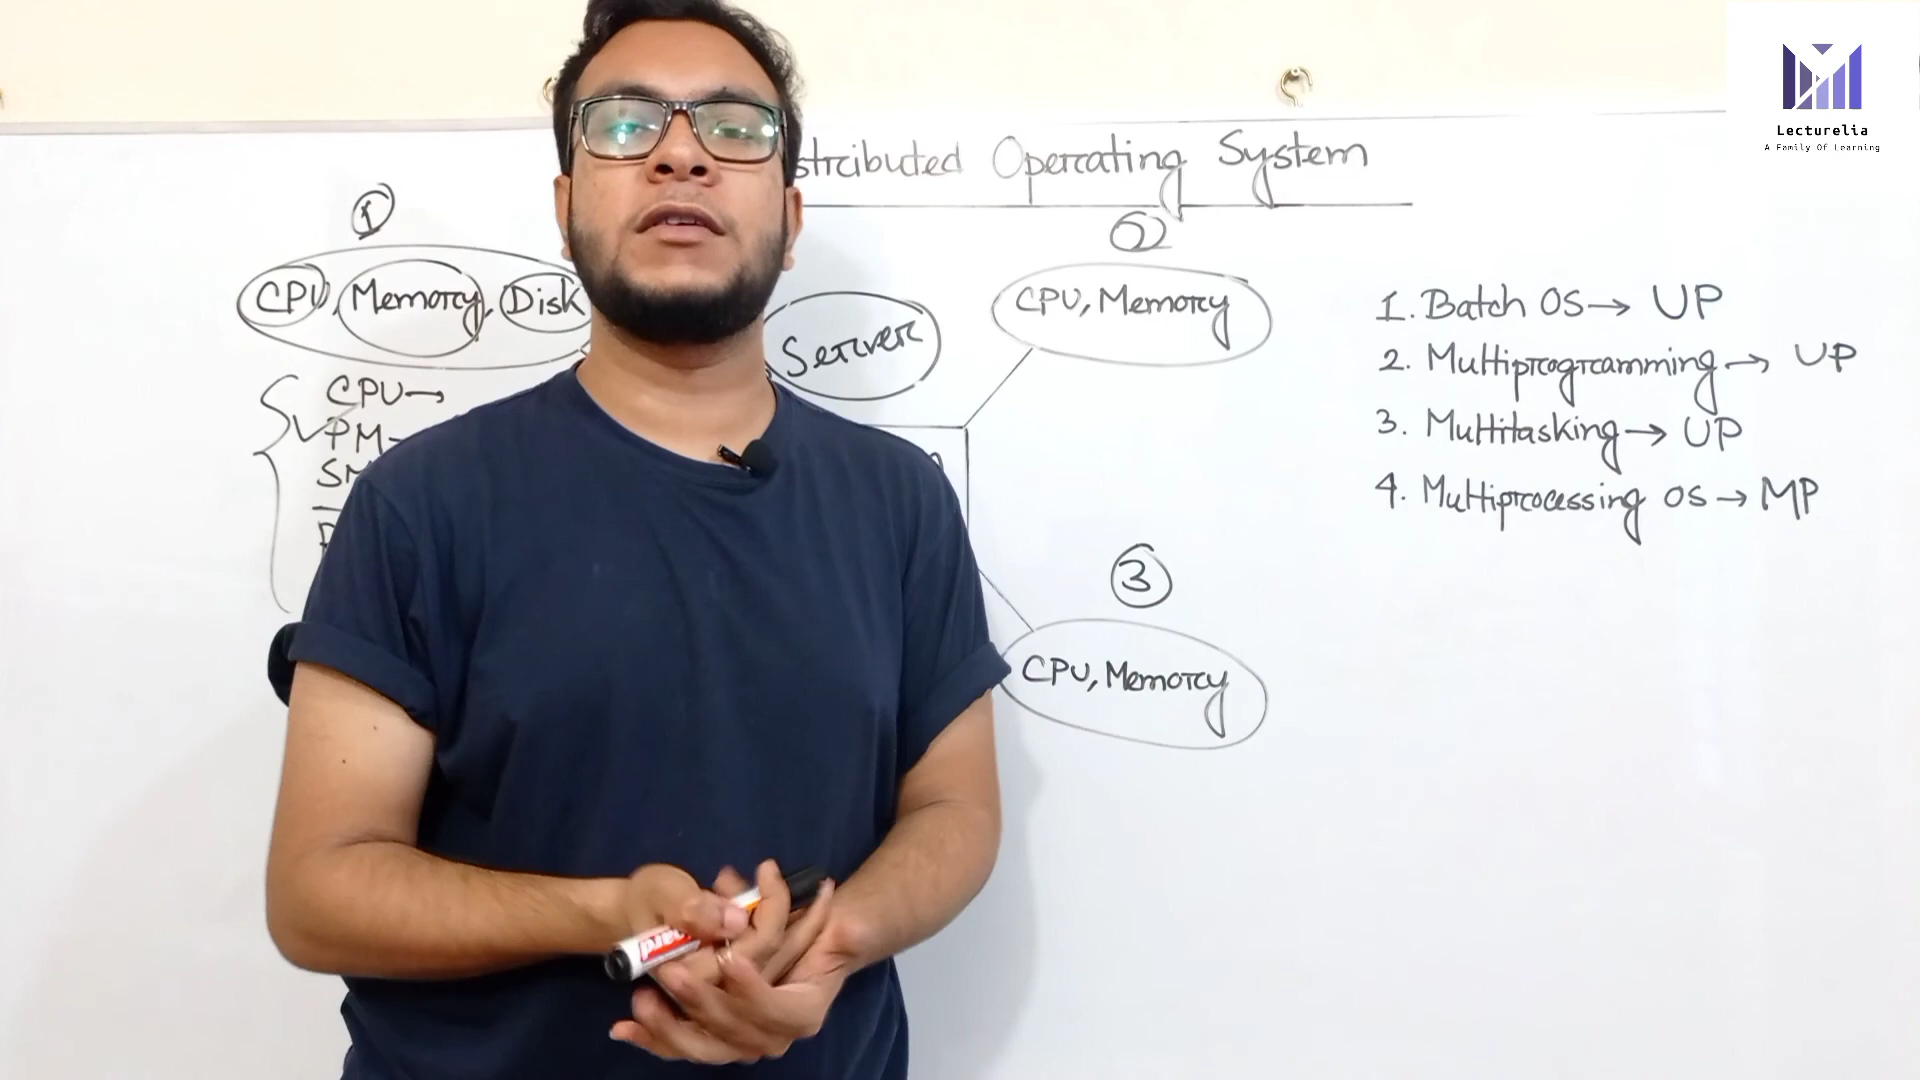 Lecturelia
A Family Of Learning
Operating System
1
CPU, Memory, Disk
CPU→
PM
Server
2
CPU, Memory
3
CPU, Memory
1. Batch OS → UP
2. Multiprogramming → UP
3. Multitasking → UP
4. Multiprocessing OS → MP